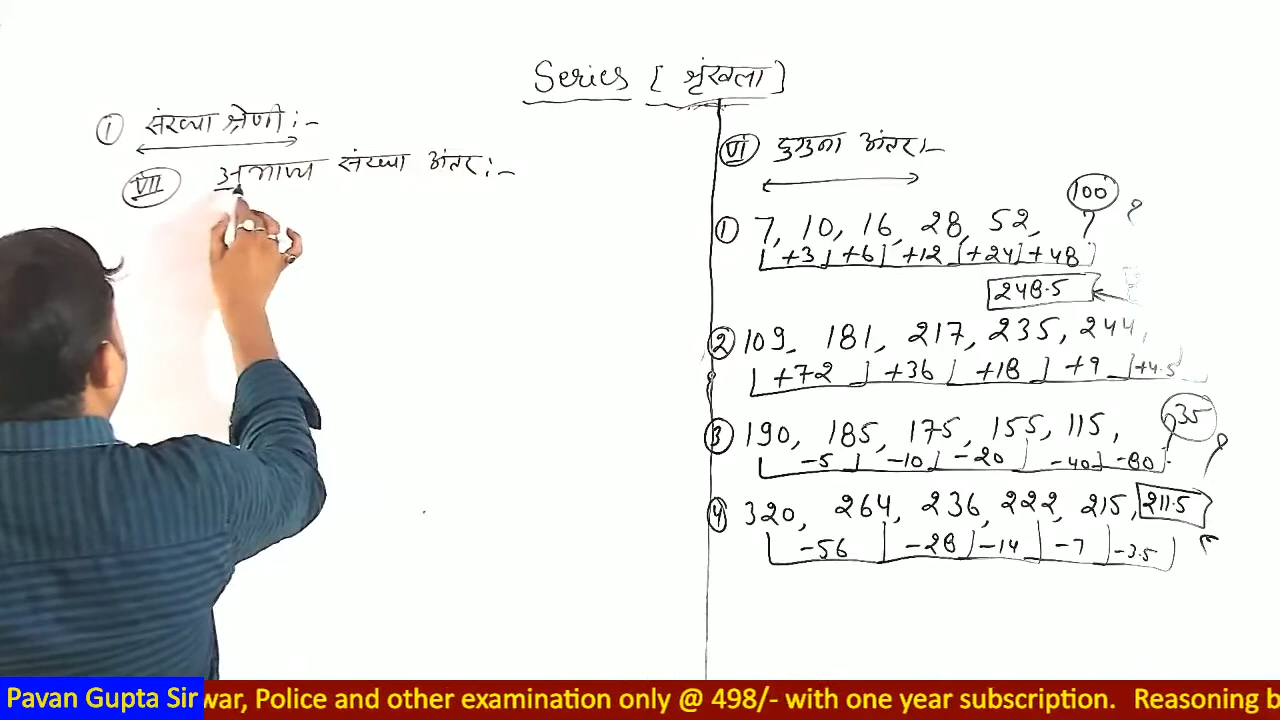 Series [ श्रृंखला ]
① संख्या श्रेणी :-
VII अभाज्य संख्या अंतर :-
VI दुगुना अंतर :-
① 7, 10, 16, 28, 52, ? 100
+3 +6 +12 +24 +48
248.5
② 109, 181, 217, 235, 244,
+72 +36 +18 +9 +4.5
③ 190, 185, 175, 155, 115, 35
-5 -10 -20 -40 -80
④ 320, 264, 236, 222, 215, 211.5
-56 -28 -14 -7 -3.5
Pavan Gupta Sir war, Police and other examination only @ 498/- with one year subscription. Reasoning b